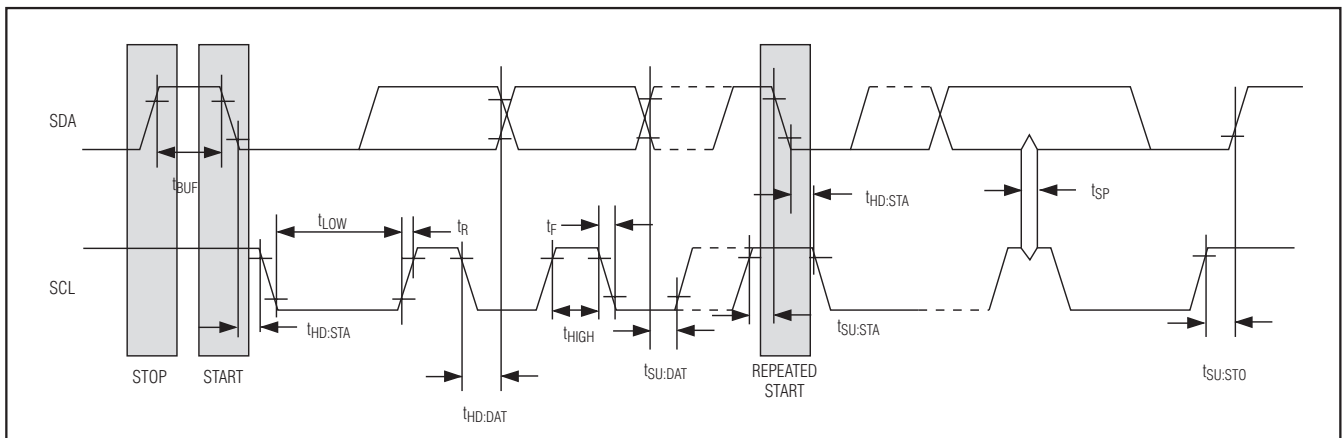 SDA
tBUF
tLOW
tR
tF
tHD:STA
tSP
SCL
tHD:STA
tHIGH
tSU:STA
tSU:DAT
STOP
START
REPEATED
START
tSU:STO
tHD:DAT